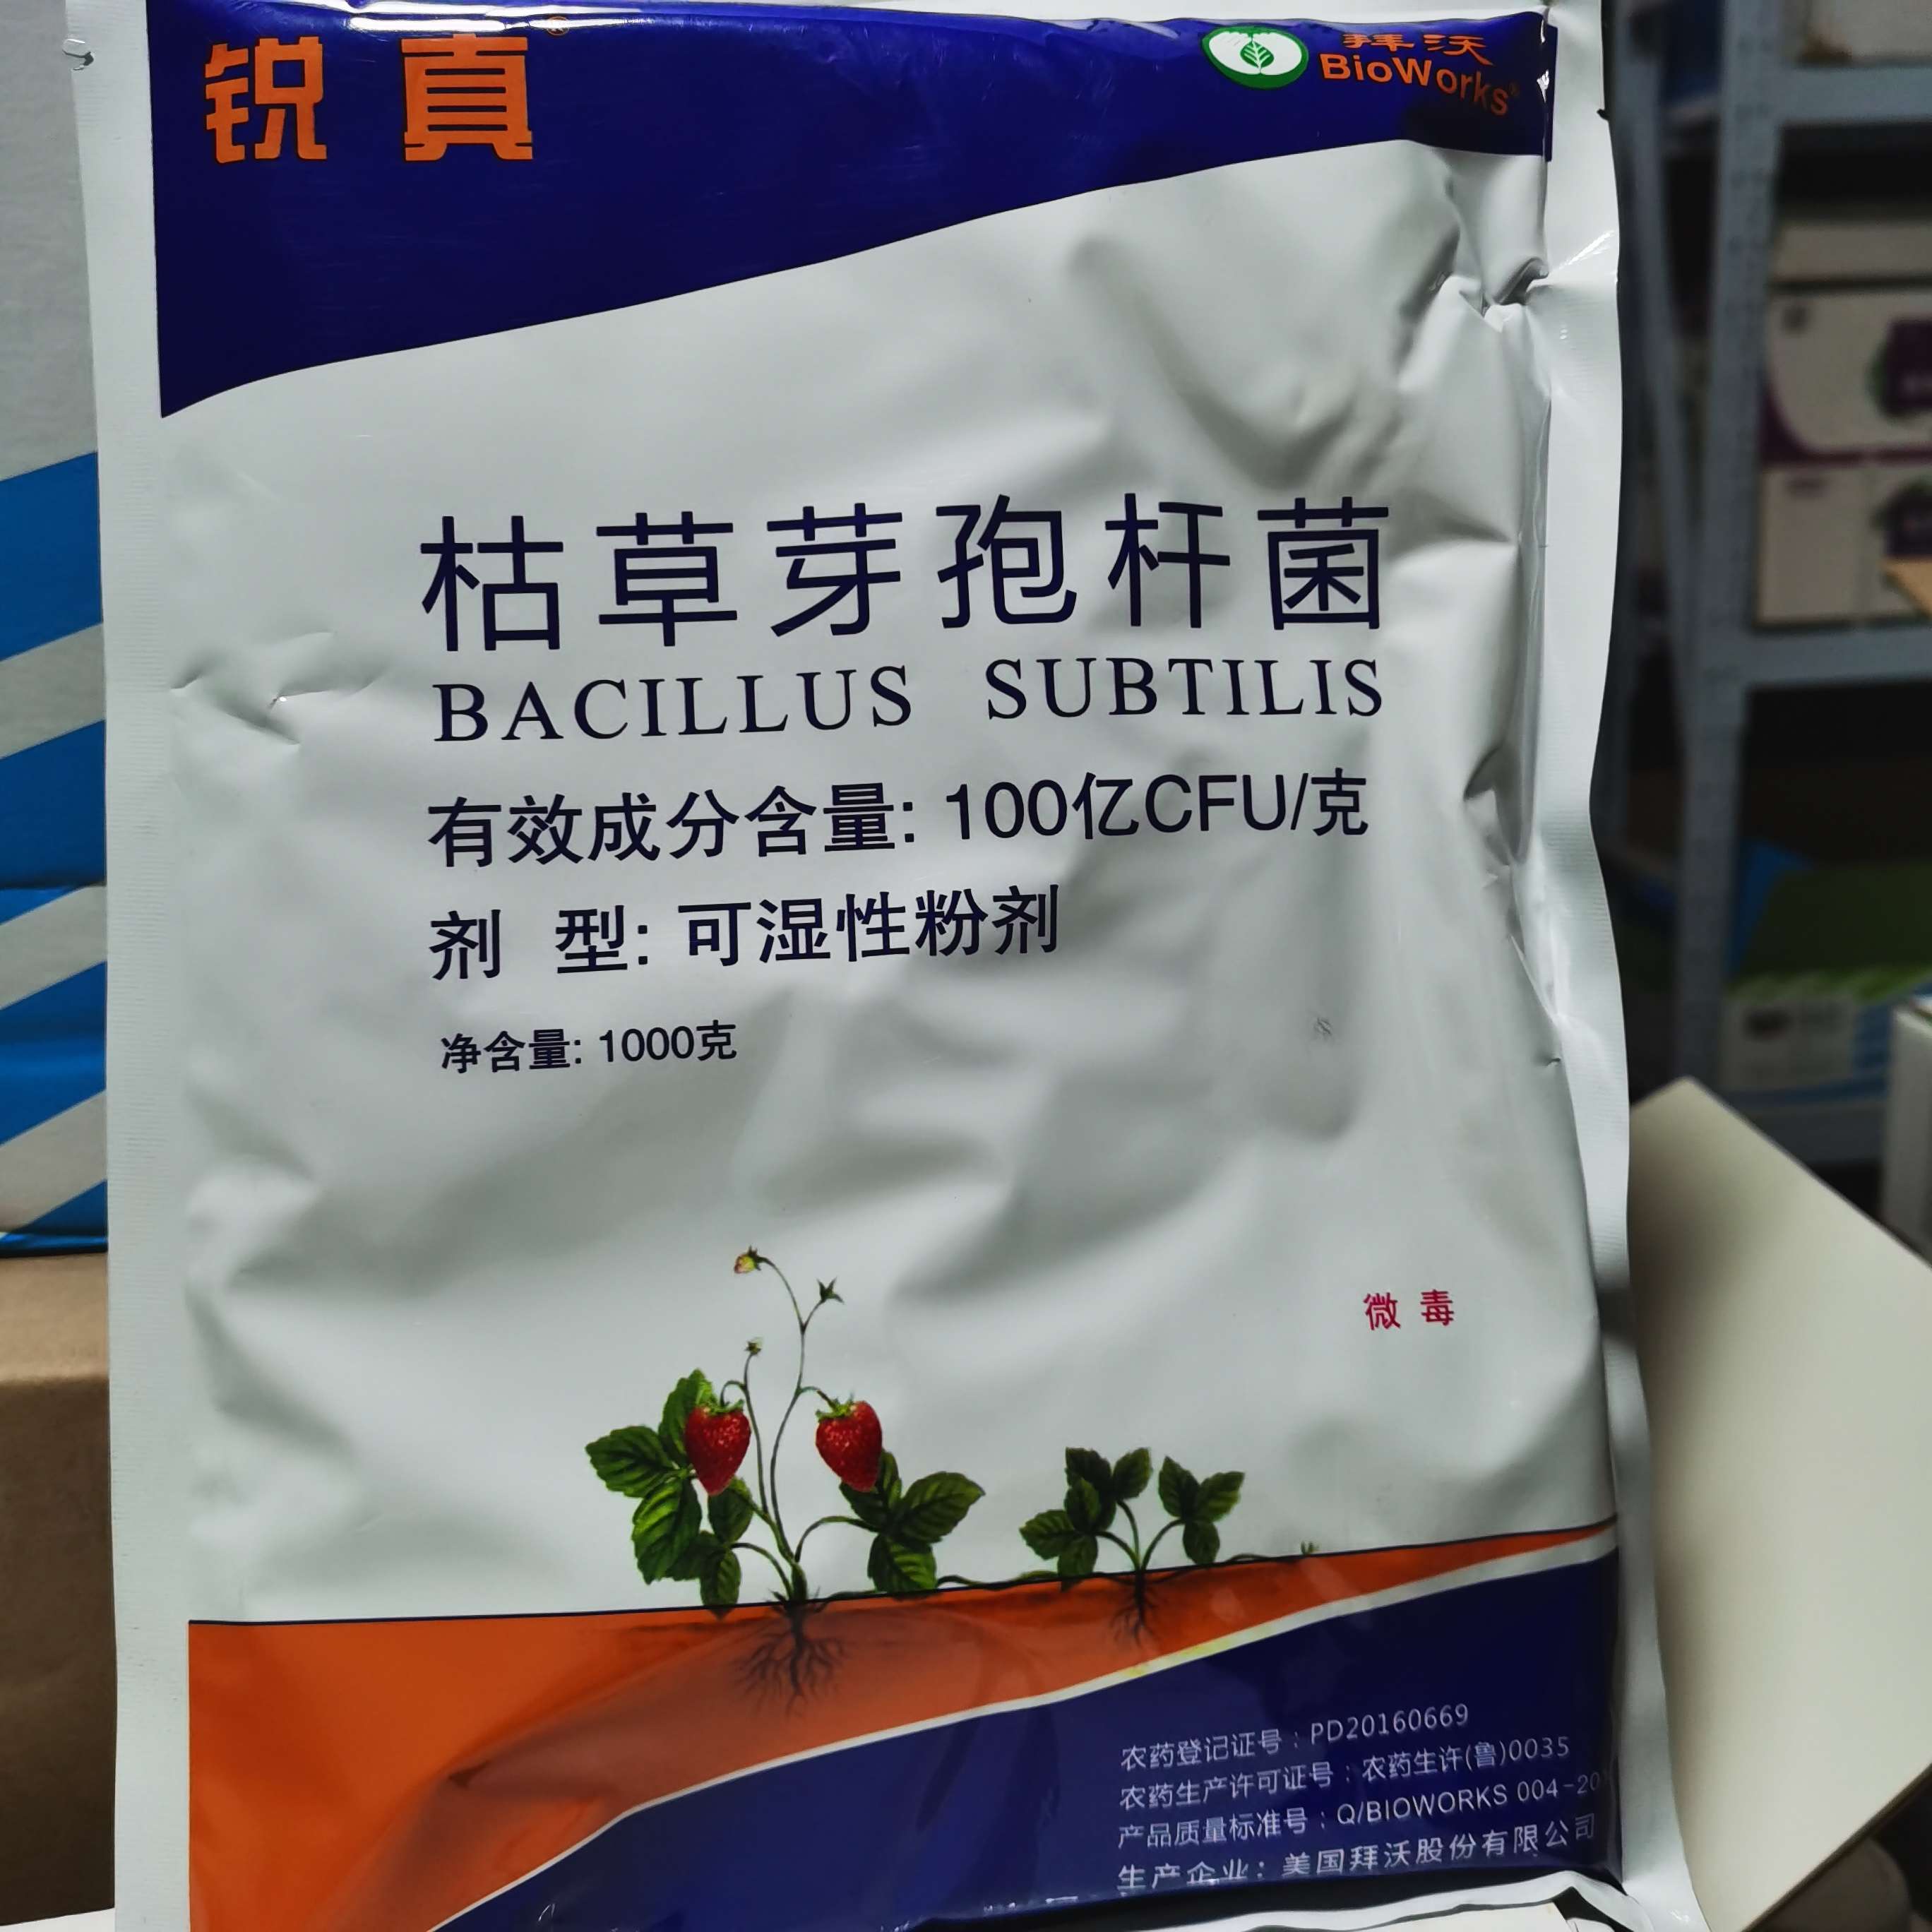 锐真®
拜沃
BioWorks®
枯草芽孢杆菌
BACILLUS SUBTILIS
有效成分含量: 100亿CFU/克
剂 型: 可湿性粉剂
净含量: 1000克
微毒
农药登记证号：PD20160669
农药生产许可证号：农药生许(鲁)0035
产品质量标准号：Q/BIOWORKS 004-20
生产企业：美国拜沃股份有限公司